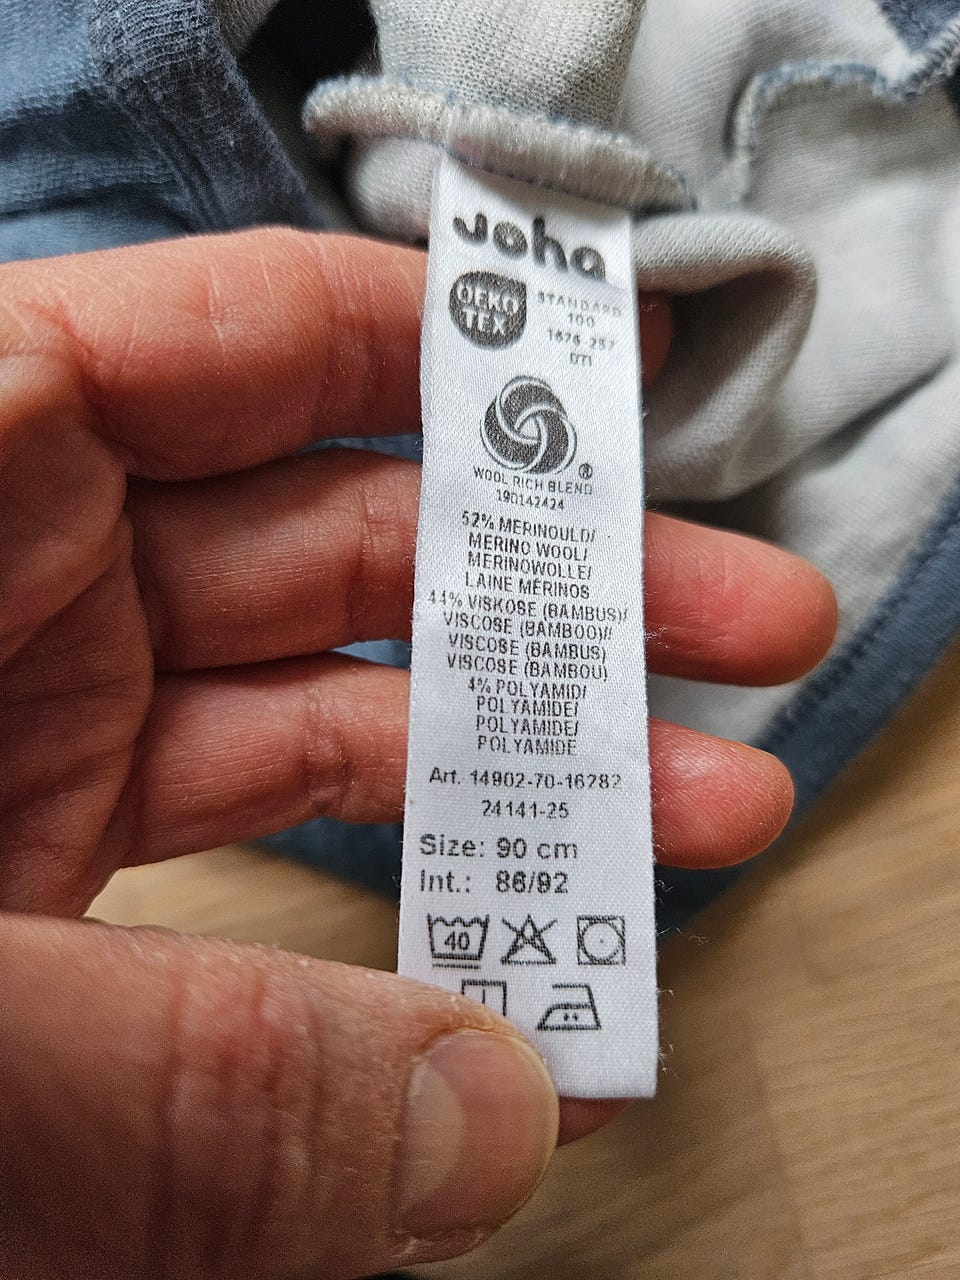 Joha
OEKO
TEX
STANDARD
100
1676-257
DTI
WOOL RICH BLEND
190142424
52% MERINOULD/
MERINO WOOL/
MERINOWOLLE/
LAINE MÉRINOS
44% VISKOSE (BAMBUS)/
VISCOSE (BAMBOO)//
VISCOSE (BAMBUS)
VISCOSE (BAMBOU)
4% POLYAMID/
POLYAMIDE/
POLYAMIDE/
POLYAMIDE
Art. 14902-70-16282
24141-25
Size: 90 cm
Int.: 86/92
40